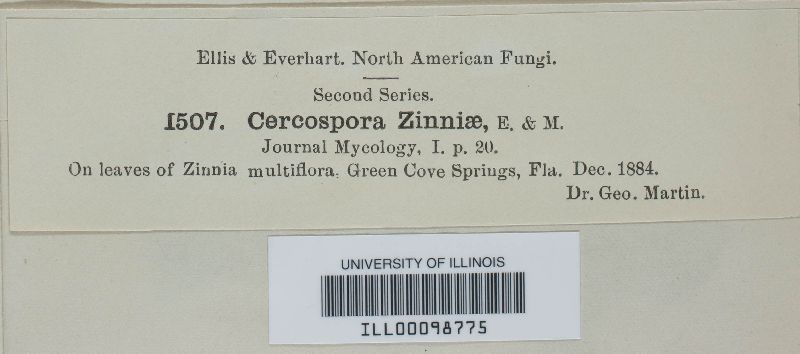 Ellis & Everhart. North American Fungi.
Second Series.
1507. Cercospora Zinniæ, E. & M.
Journal Mycology, I. p. 20.
On leaves of Zinnia multiflora. Green Cove Springs, Fla. Dec. 1884.
Dr. Geo. Martin.
UNIVERSITY OF ILLINOIS
ILL00098775